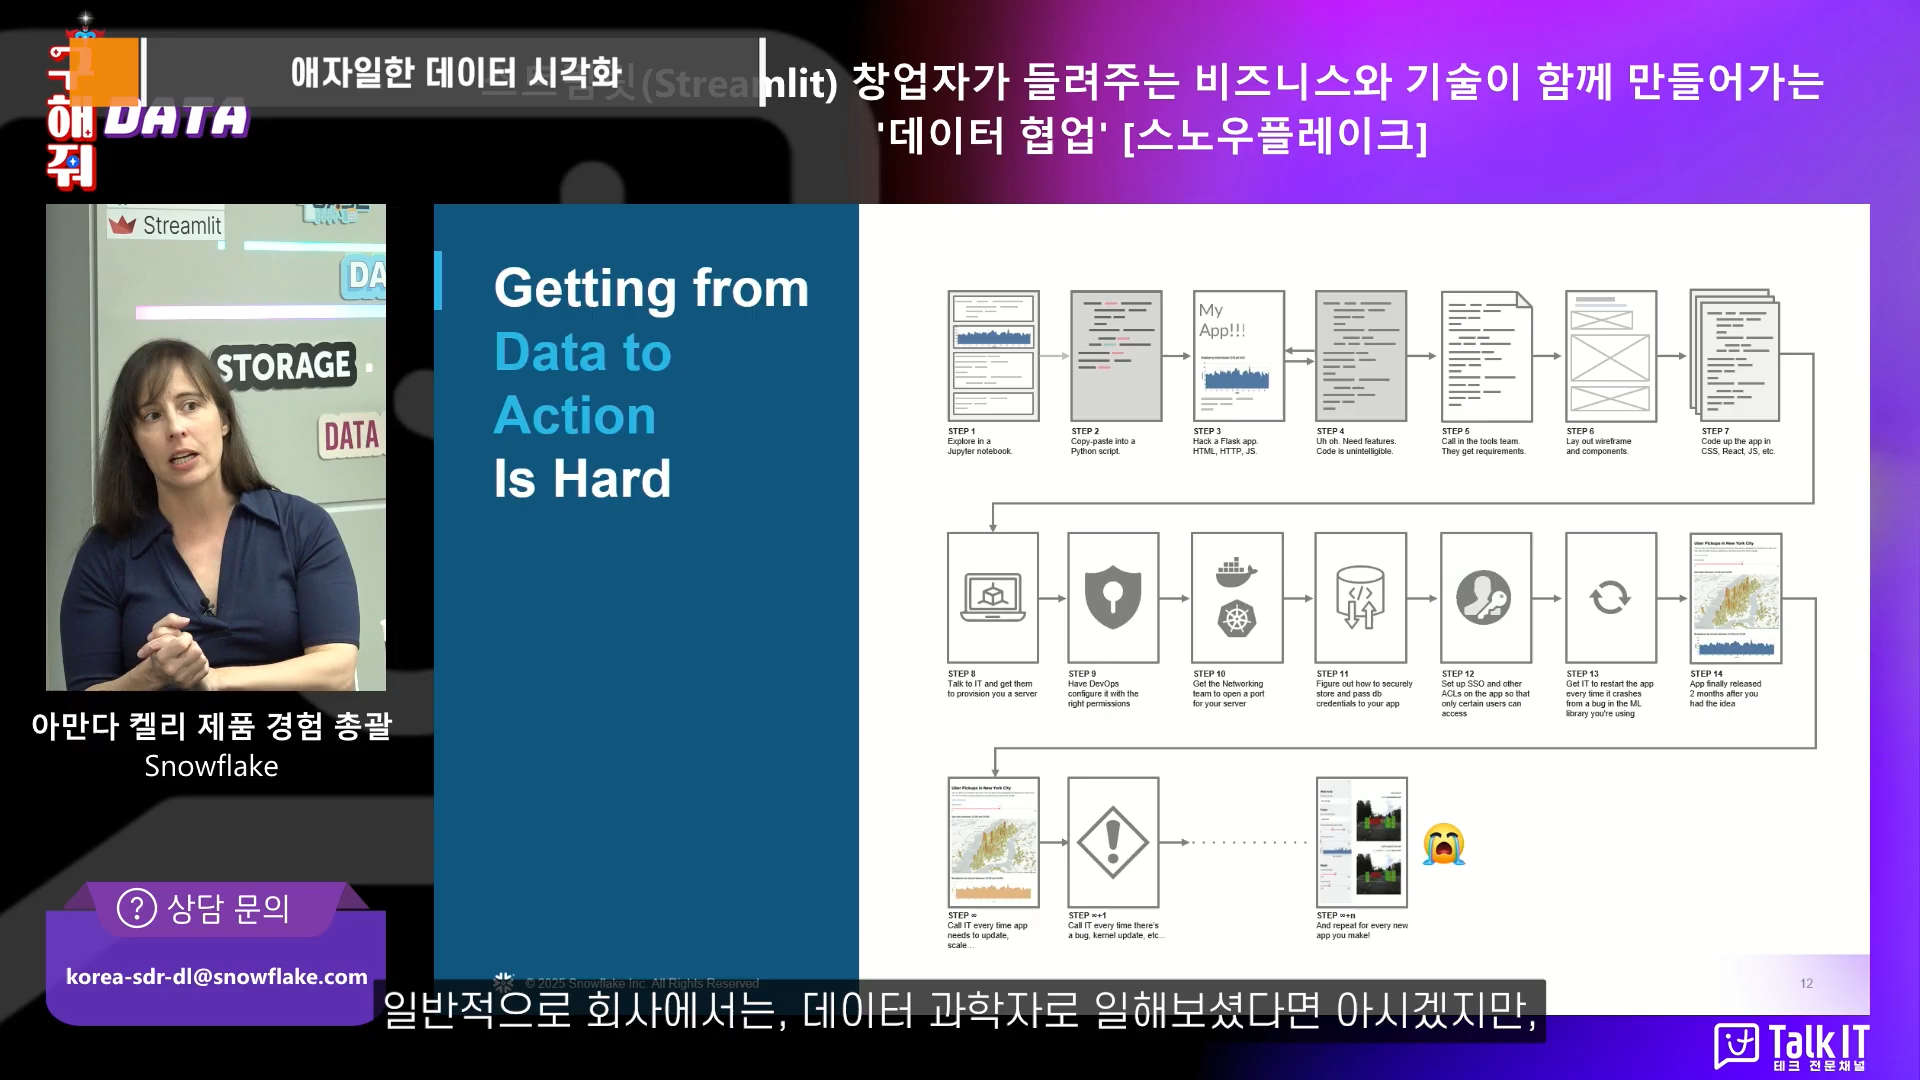 구해줘
DATA
애자일한 데이터 시각화
(Streamlit) 창업자가 들려주는 비즈니스와 기술이 함께 만들어가는
'데이터 협업' [스노우플레이크]
Streamlit
DA
STORAGE
DATA
아만다 켈리 제품 경험 총괄
Snowflake
? 상담 문의
korea-sdr-dl@snowflake.com
Getting from
Data to
Action
Is Hard
My
App!!!
STEP 1
Explore in a
Jupyter notebook.
STEP 2
Copy-paste into a
Python script.
STEP 3
Hack a Flask app.
HTML, HTTP, JS.
STEP 4
Uh oh. Need features.
Code is unintelligible.
STEP 5
Call in the tools team.
They get requirements.
STEP 6
Lay out wireframe
and components.
STEP 7
Code up the app in
CSS, React, JS, etc.
Uber Pickups in New York City
STEP 8
Talk to IT and get them
to provision you a server
STEP 9
Have DevOps
configure it with the
right permissions
STEP 10
Get the Networking
team to open a port
for your server
STEP 11
Figure out how to securely
store and pass db
credentials to your app
STEP 12
Set up SSO and other
ACLs on the app so that
only certain users can
access
STEP 13
Get IT to restart the app
every time it crashes
from a bug in the ML
library you're using
STEP 14
App finally released
2 months after you
had the idea
Uber Pickups in New York City
STEP ∞
Call IT every time app
needs to update,
scale...
STEP ∞+1
Call IT every time there's
a bug, kernel update, etc...
STEP ∞+n
And repeat for every new
app you make!
© 2025 Snowflake Inc. All Rights Reserved
12
일반적으로 회사에서는, 데이터 과학자로 일해보셨다면 아시겠지만,
TalkIT
테크 전문채널